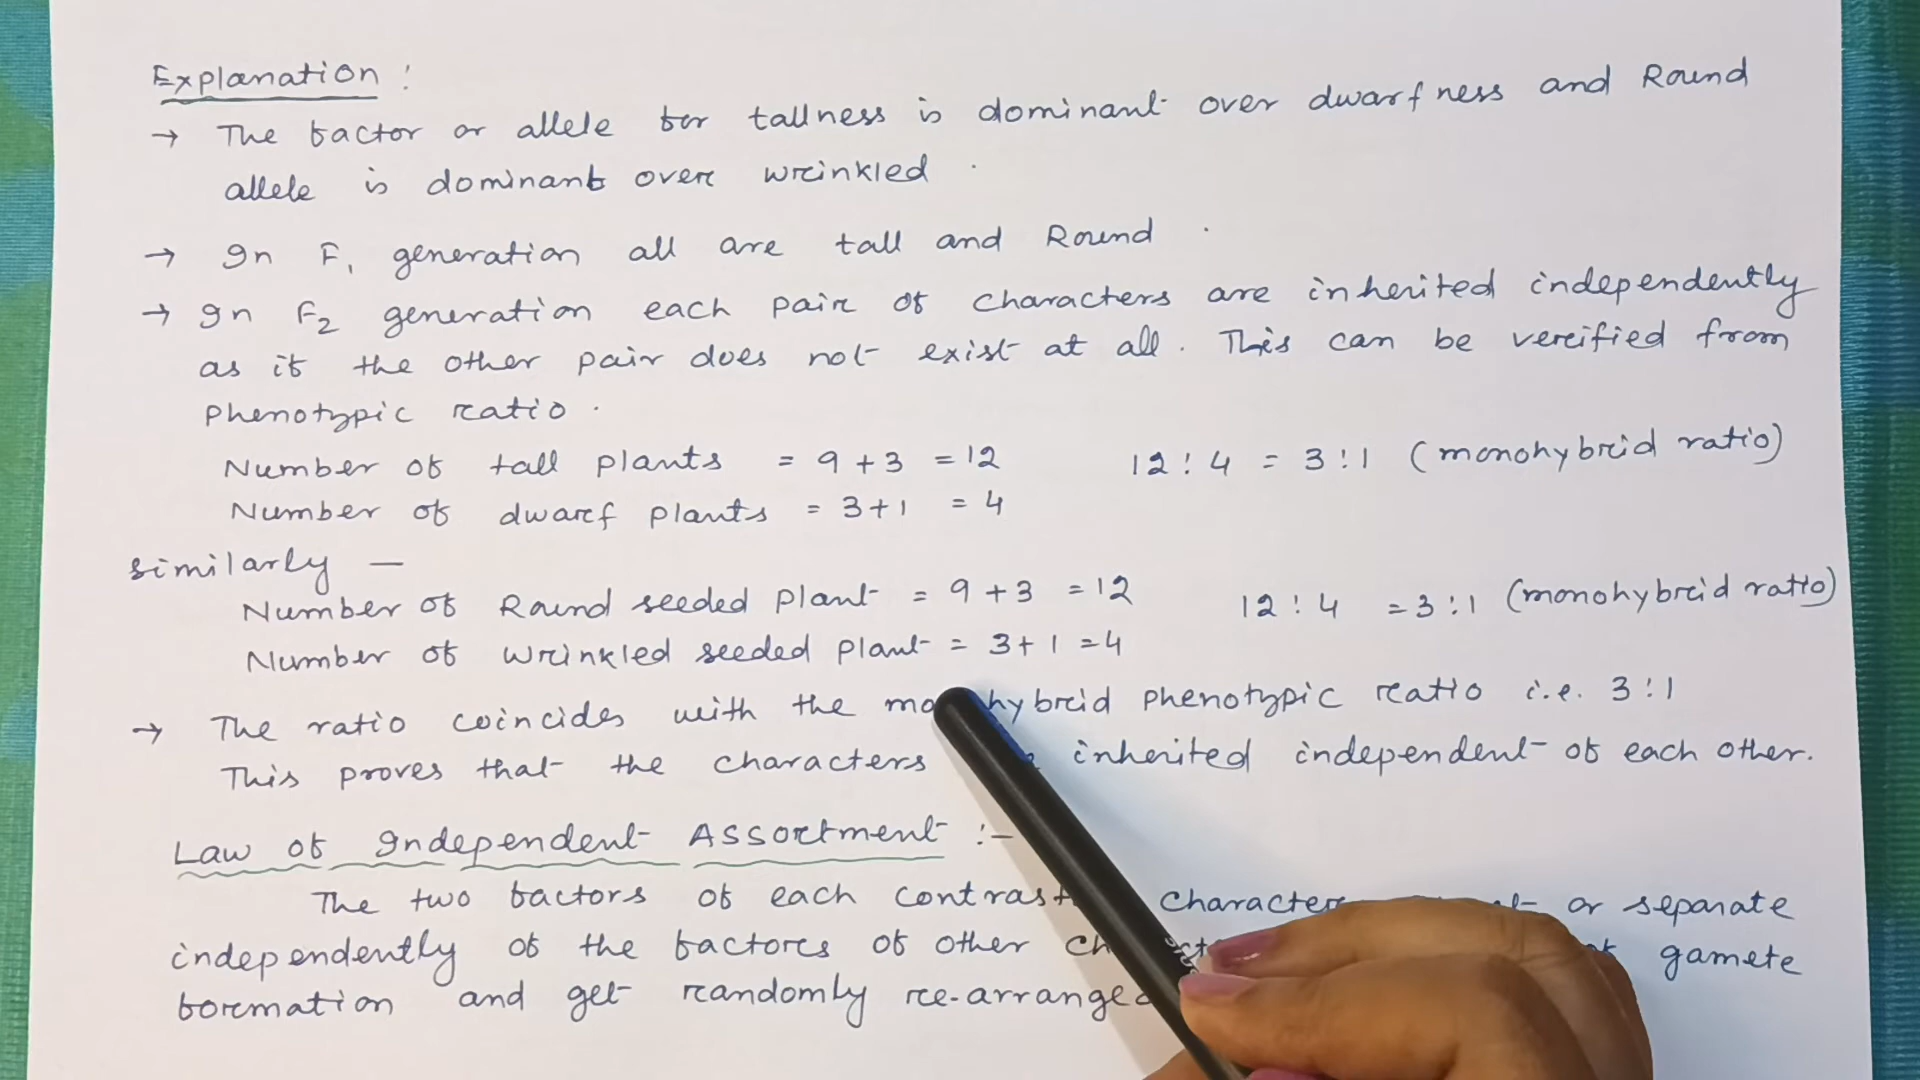 Explanation :
→ The factor or allele for tallness is dominant over dwarfness and Round
allele is dominant over wrinkled .
→ In F1 generation all are tall and Round .
→ In F2 generation each pair of characters are inherited independently
as if the other pair does not exist at all. This can be verified from
phenotypic ratio .
Number of tall plants = 9 + 3 = 12 12 : 4 = 3 : 1 (monohybrid ratio)
Number of dwarf plants = 3 + 1 = 4
similarly —
Number of Round seeded plant = 9 + 3 = 12 12 : 4 = 3 : 1 (monohybrid ratio)
Number of wrinkled seeded plant = 3 + 1 = 4
→ The ratio coincides with the mo hybrid phenotypic ratio i.e. 3 : 1
This proves that the characters inherited independent of each other.
Law of Independent Assortment :-
The two factors of each contrast character or separate
independently of the factors of other gamete
formation and get randomly re-arranged